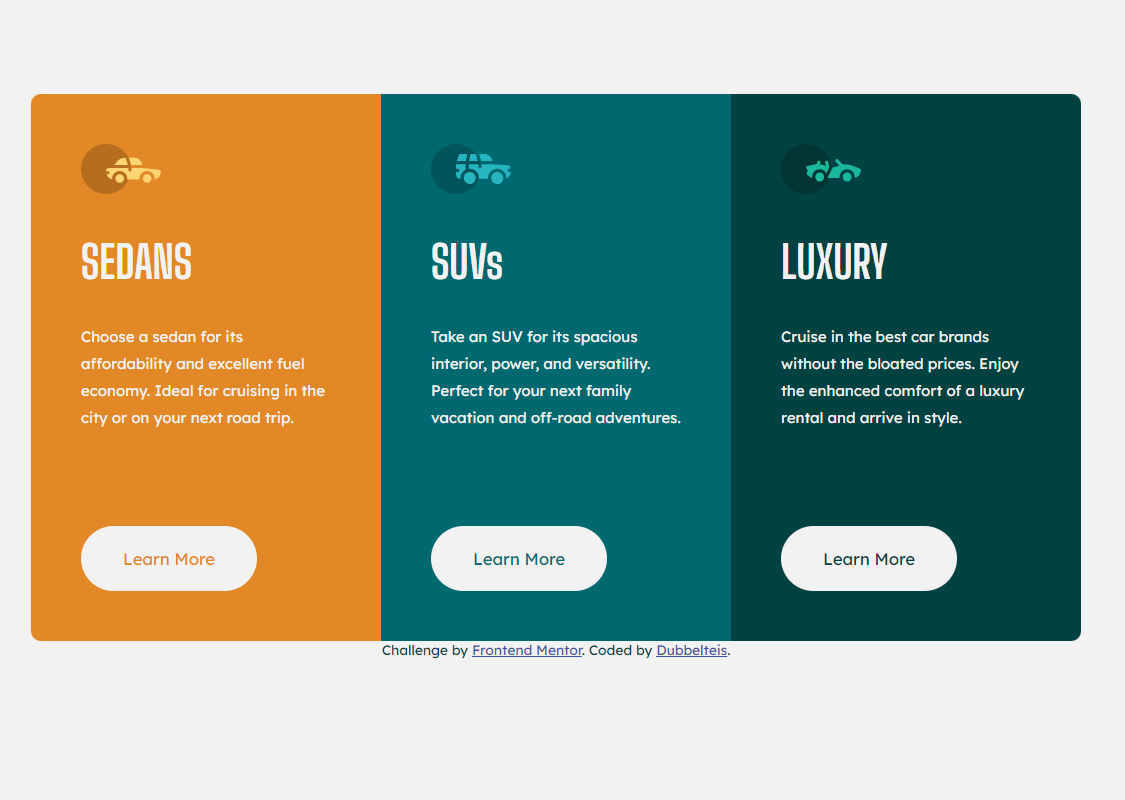 SEDANS
Choose a sedan for its
affordability and excellent fuel
economy. Ideal for cruising in the
city or on your next road trip.
Learn More
SUVs
Take an SUV for its spacious
interior, power, and versatility.
Perfect for your next family
vacation and off-road adventures.
Learn More
LUXURY
Cruise in the best car brands
without the bloated prices. Enjoy
the enhanced comfort of a luxury
rental and arrive in style.
Learn More
Challenge by Frontend Mentor. Coded by Dubbelteis.